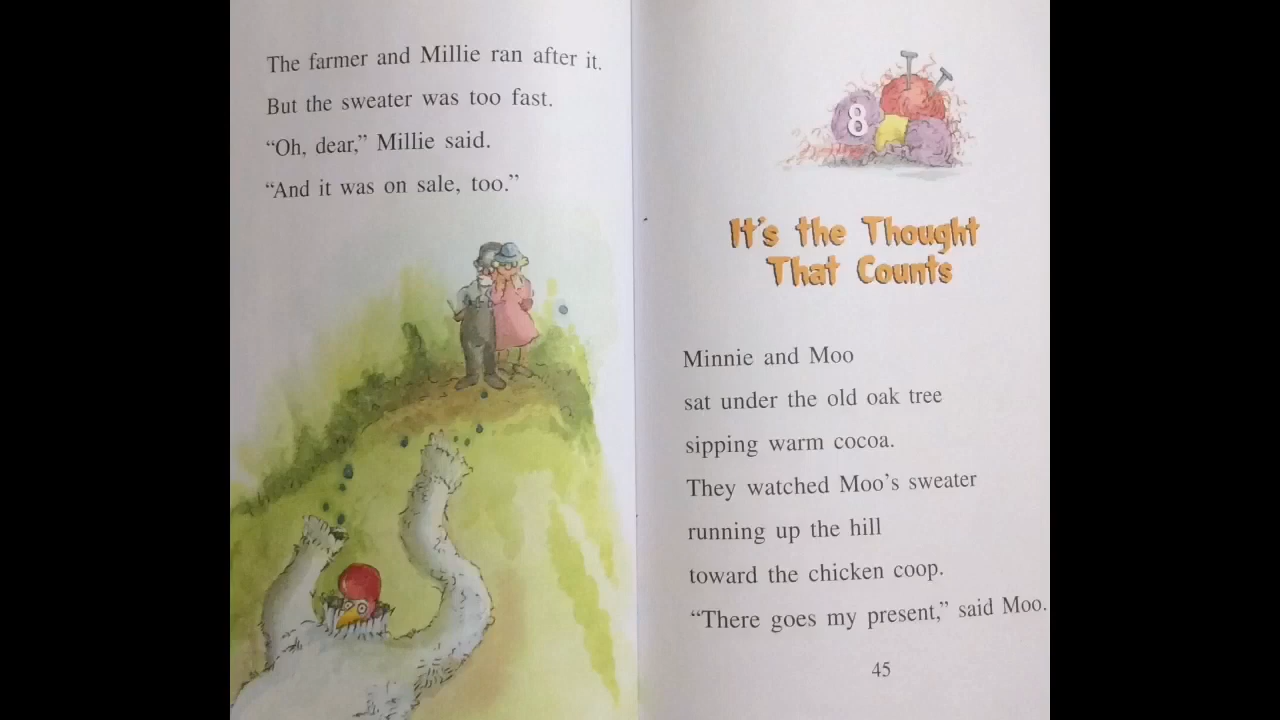 The farmer and Millie ran after it.
But the sweater was too fast.
“Oh, dear,” Millie said.
“And it was on sale, too.”
8
It’s the Thought
That Counts
Minnie and Moo
sat under the old oak tree
sipping warm cocoa.
They watched Moo’s sweater
running up the hill
toward the chicken coop.
“There goes my present,” said Moo.
45